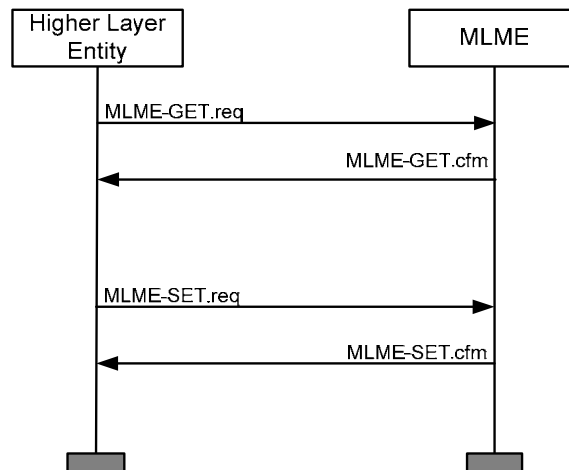 Higher Layer
Entity
MLME
MLME-GET.req
MLME-GET.cfm
MLME-SET.req
MLME-SET.cfm